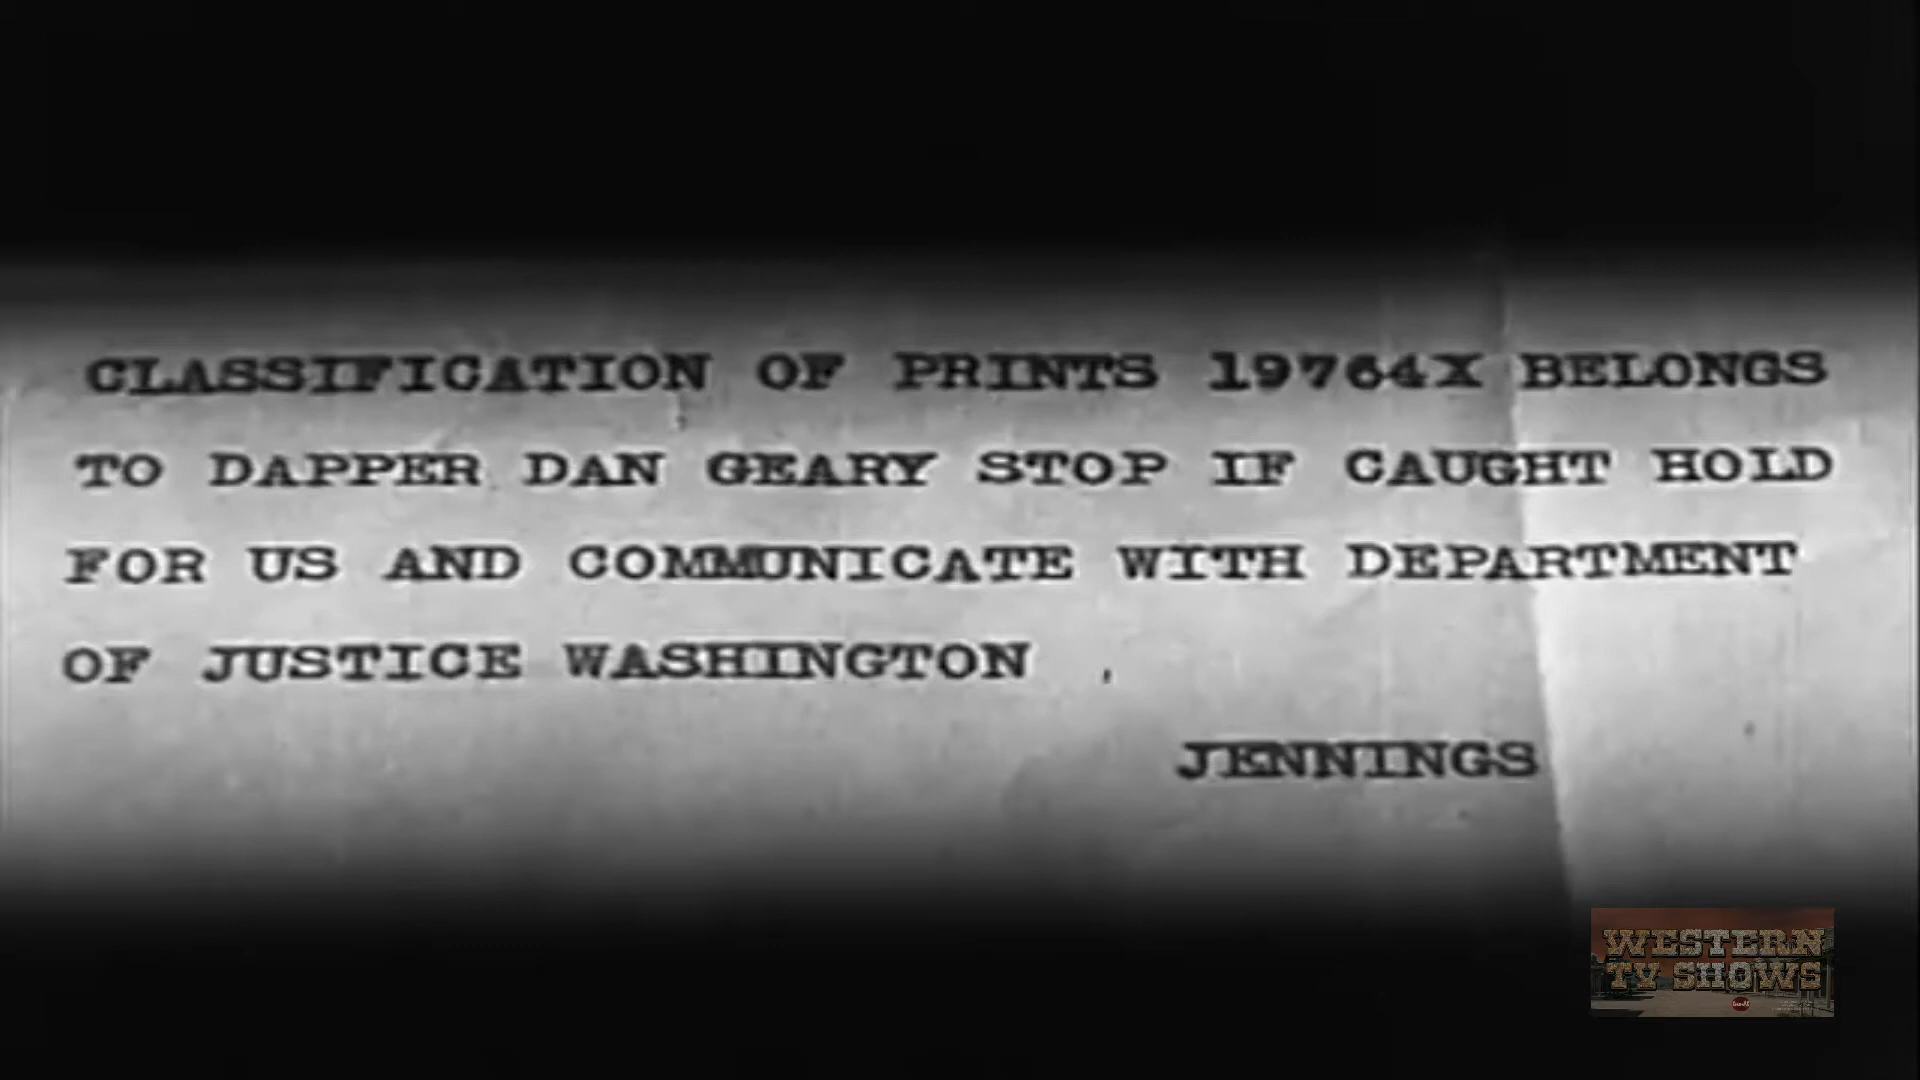 CLASSIFICATION OF PRINTS 19764X BELONGS
TO DAPPER DAN GEARY STOP IF CAUGHT HOLD
FOR US AND COMMUNICATE WITH DEPARTMENT
OF JUSTICE WASHINGTON
JENNINGS
WESTERN
TV SHOWS